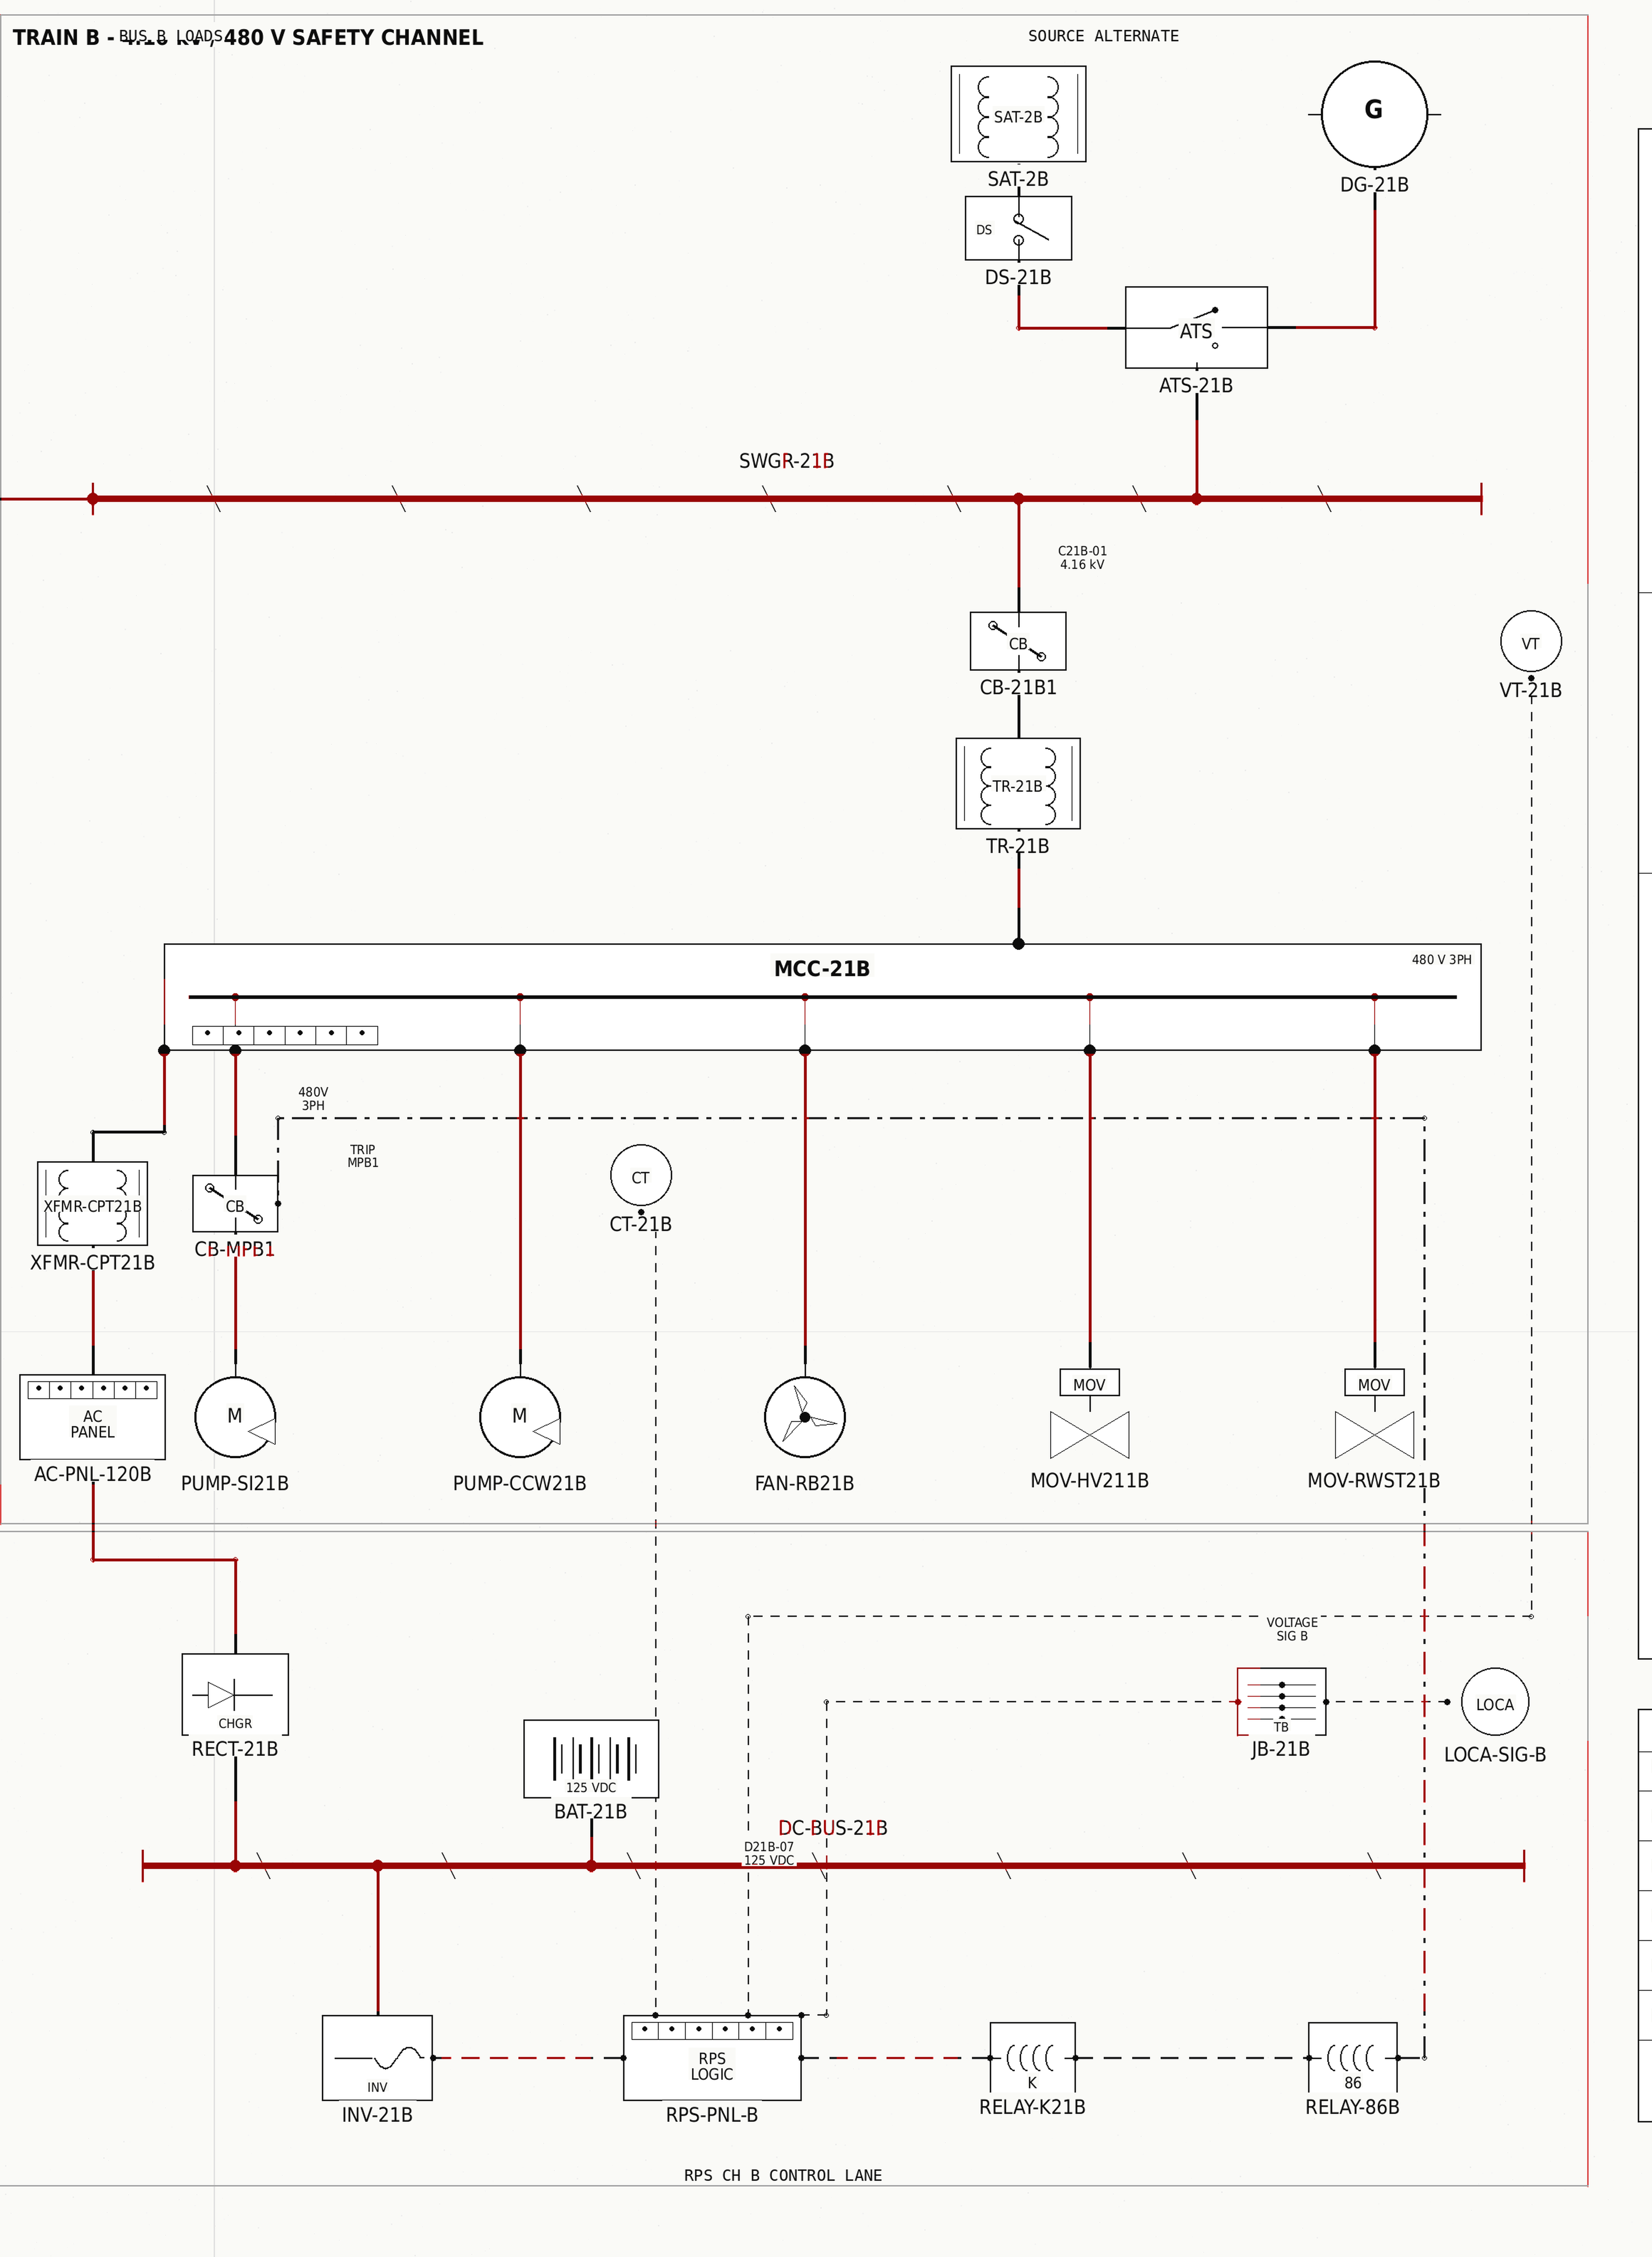 TRAIN B - 480 V SAFETY CHANNEL
BUS B LOADS
SOURCE ALTERNATE
SAT-2B
SAT-2B
G
DG-21B
DS
DS-21B
ATS
ATS-21B
SWGR-21B
C21B-01
4.16 kV
CB
CB-21B1
VT
VT-21B
TR-21B
TR-21B
MCC-21B
480 V 3PH
480V
3PH
TRIP
MPB1
XFMR-CPT21B
XFMR-CPT21B
CB
CB-MPB1
CT
CT-21B
AC
PANEL
AC-PNL-120B
M
PUMP-SI21B
M
PUMP-CCW21B
FAN-RB21B
MOV
MOV-HV211B
MOV
MOV-RWST21B
VOLTAGE
SIG B
CHGR
RECT-21B
125 VDC
BAT-21B
TB
JB-21B
LOCA
LOCA-SIG-B
DC-BUS-21B
D21B-07
125 VDC
INV
INV-21B
RPS
LOGIC
RPS-PNL-B
K
RELAY-K21B
86
RELAY-86B
RPS CH B CONTROL LANE